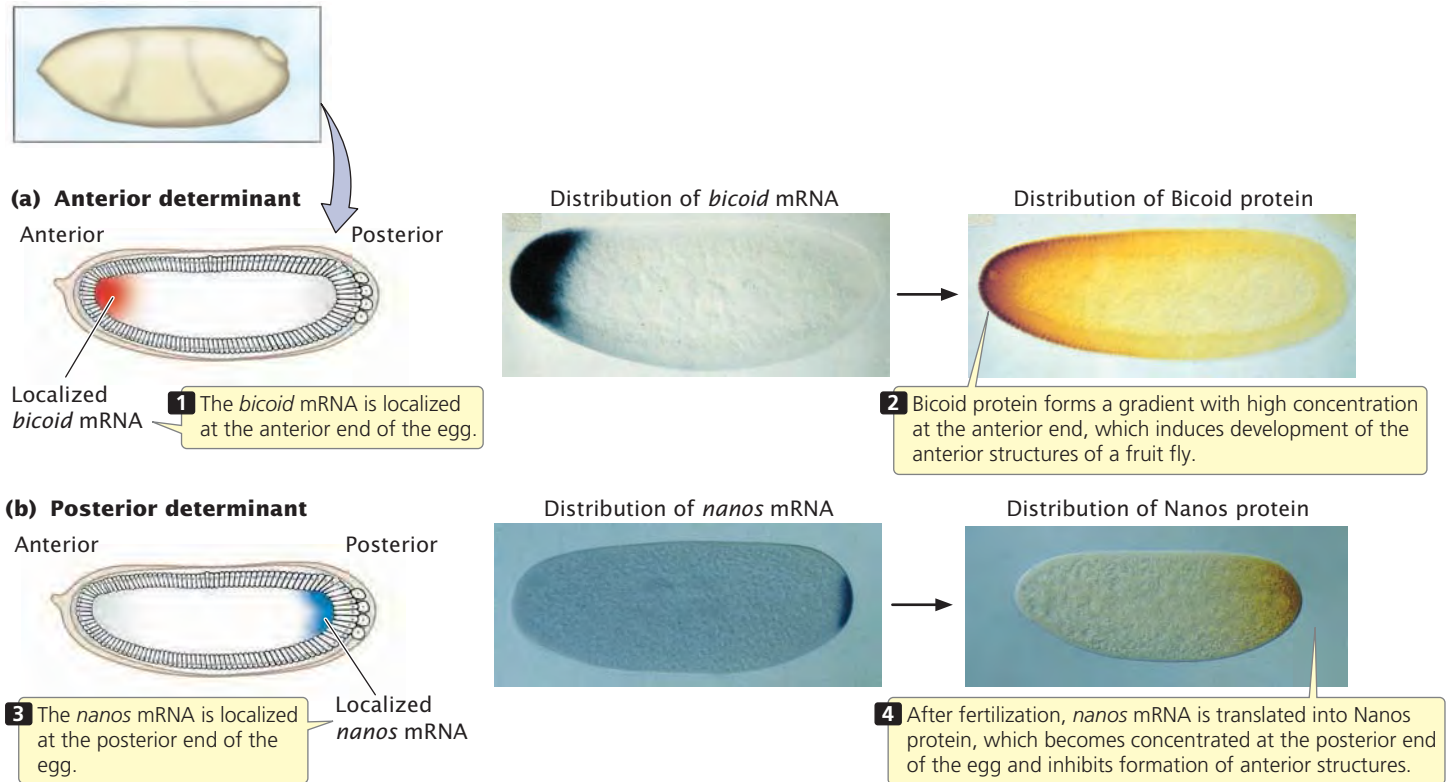 (a) Anterior determinant
Anterior
Posterior
Localized
bicoid mRNA
1 The bicoid mRNA is localized
at the anterior end of the egg.
Distribution of bicoid mRNA
Distribution of Bicoid protein
2 Bicoid protein forms a gradient with high concentration
at the anterior end, which induces development of the
anterior structures of a fruit fly.
(b) Posterior determinant
Anterior
Posterior
Localized
nanos mRNA
3 The nanos mRNA is localized
at the posterior end of the
egg.
Distribution of nanos mRNA
Distribution of Nanos protein
4 After fertilization, nanos mRNA is translated into Nanos
protein, which becomes concentrated at the posterior end
of the egg and inhibits formation of anterior structures.